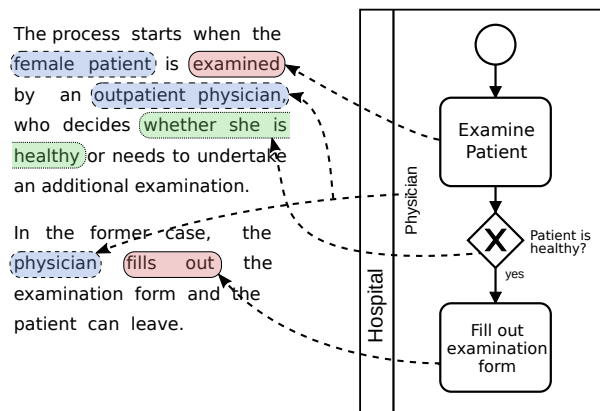 The process starts when the
female patient is examined
by an outpatient physician,
who decides whether she is
healthy or needs to undertake
an additional examination.
In the former case, the
physician fills out the
examination form and the
patient can leave.
Hospital
Physician
Examine
Patient
X
Patient is
healthy?
yes
Fill out
examination
form